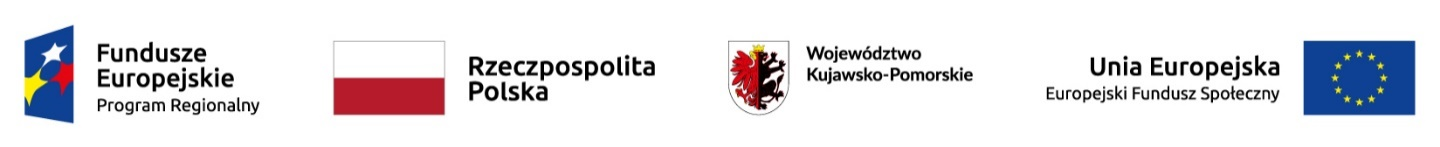 Fundusze
Europejskie
Program Regionalny
Rzeczpospolita
Polska
Województwo
Kujawsko-Pomorskie
Unia Europejska
Europejski Fundusz Społeczny